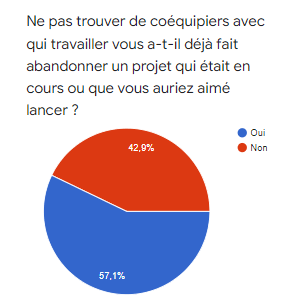 Ne pas trouver de coéquipiers avec
qui travailler vous a-t-il déjà fait
abandonner un projet qui était en
cours ou que vous auriez aimé
lancer ?
Oui
Non
42,9%
57,1%